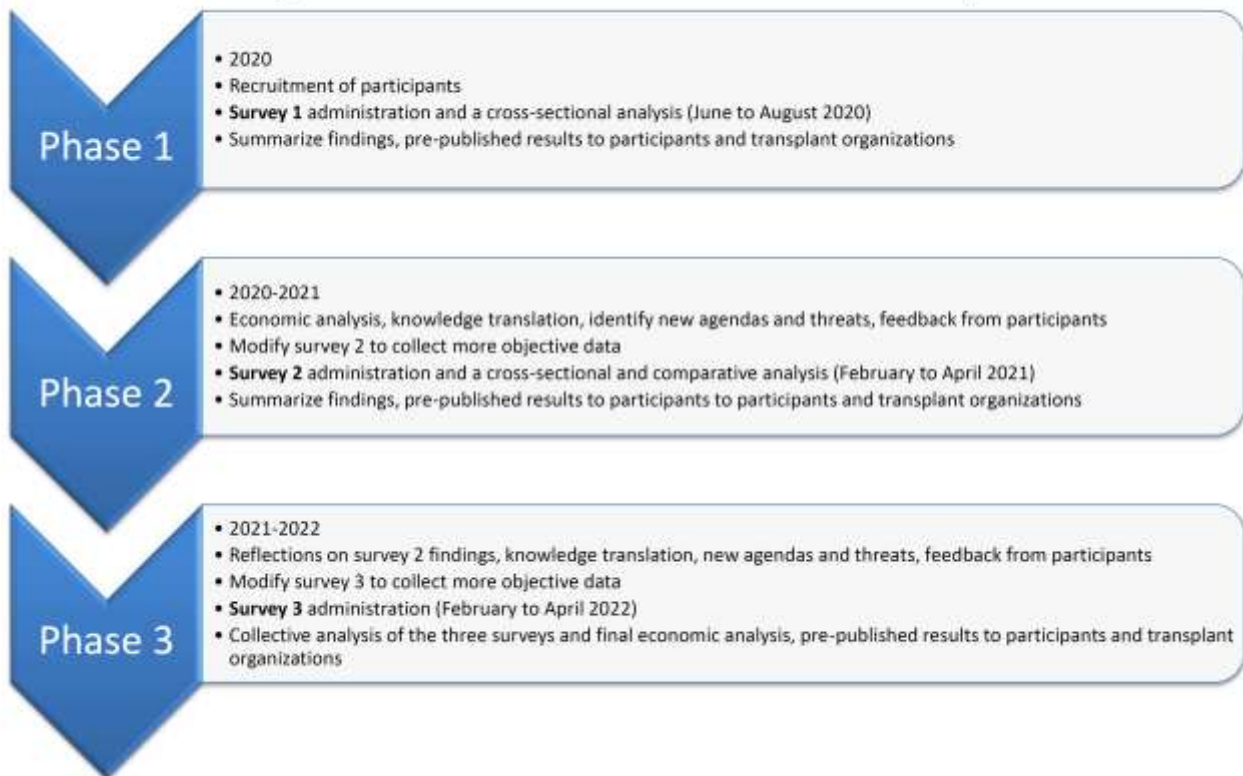 Phase 1
• 2020
• Recruitment of participants
• Survey 1 administration and a cross-sectional analysis (June to August 2020)
• Summarize findings, pre-published results to participants and transplant organizations
Phase 2
• 2020-2021
• Economic analysis, knowledge translation, identify new agendas and threats, feedback from participants
• Modify survey 2 to collect more objective data
• Survey 2 administration and a cross-sectional and comparative analysis (February to April 2021)
• Summarize findings, pre-published results to participants to participants and transplant organizations
Phase 3
• 2021-2022
• Reflections on survey 2 findings, knowledge translation, new agendas and threats, feedback from participants
• Modify survey 3 to collect more objective data
• Survey 3 administration (February to April 2022)
• Collective analysis of the three surveys and final economic analysis, pre-published results to participants and transplant
organizations